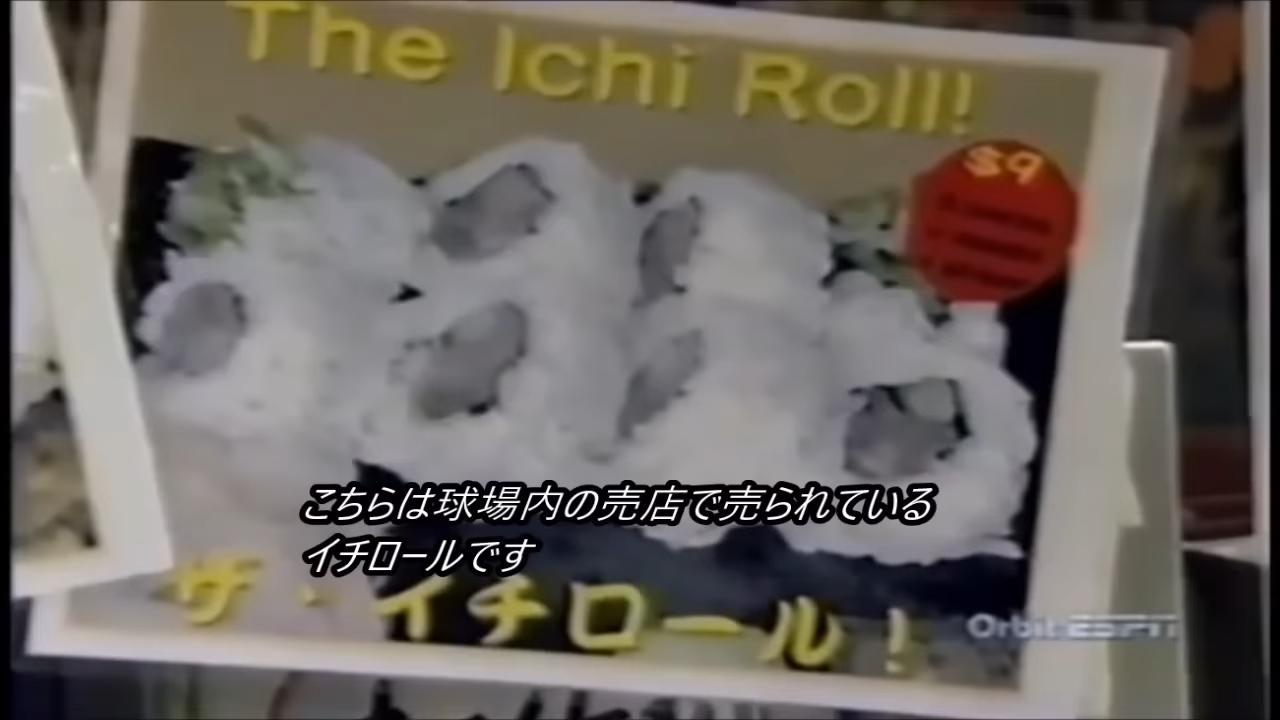 The Ichi Roll!
$9
こちらは球場内の売店で売られている
イチロールです
ザ・イチロール!
Orbit ESPN